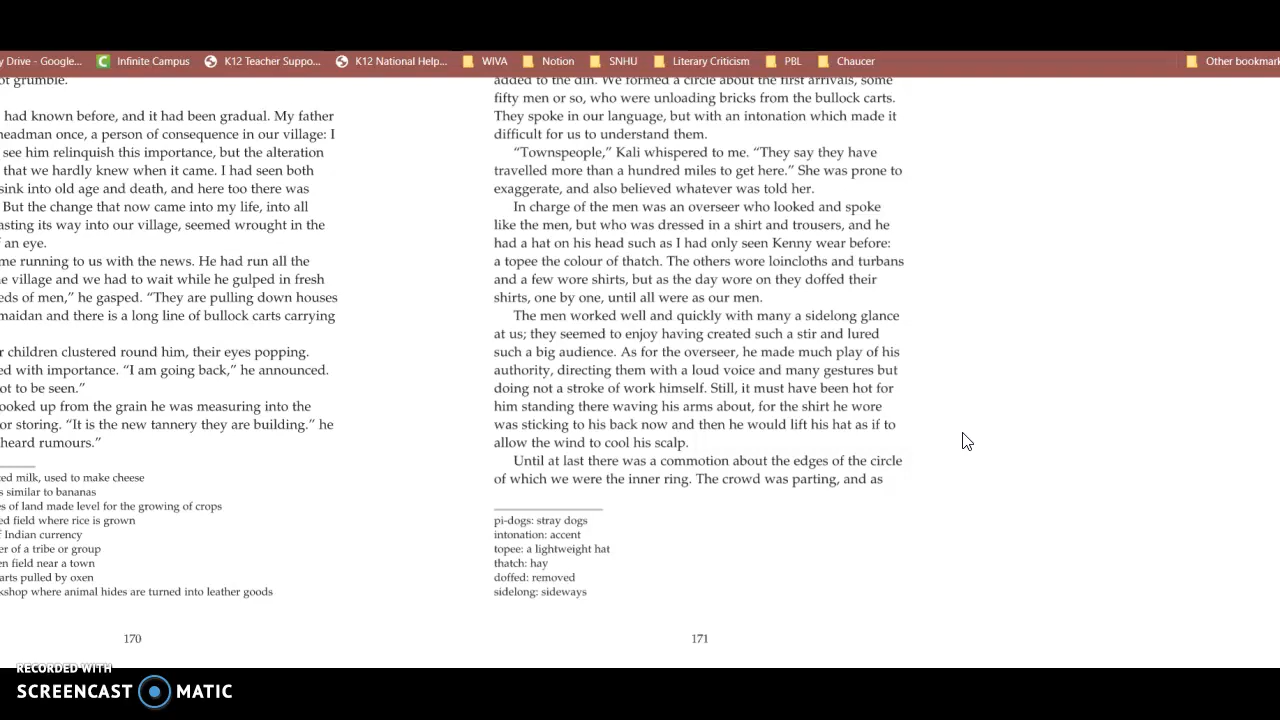 y Drive - Google...
Infinite Campus
K12 Teacher Suppo...
K12 National Help...
WIVA
Notion
SNHU
Literary Criticism
PBL
Chaucer
Other bookmark
ot grumble.
had known before, and it had been gradual. My father
headman once, a person of consequence in our village: I
see him relinquish this importance, but the alteration
that we hardly knew when it came. I had seen both
sink into old age and death, and here too there was
But the change that now came into my life, into all
asting its way into our village, seemed wrought in the
f an eye.
me running to us with the news. He had run all the
e village and we had to wait while he gulped in fresh
eds of men,” he gasped. “They are pulling down houses
maidan and there is a long line of bullock carts carrying
r children clustered round him, their eyes popping.
ed with importance. “I am going back,” he announced.
ot to be seen.”
ooked up from the grain he was measuring into the
or storing. “It is the new tannery they are building.” he
heard rumours.”
ed milk, used to make cheese
s similar to bananas
es of land made level for the growing of crops
ed field where rice is grown
f Indian currency
er of a tribe or group
en field near a town
arts pulled by oxen
kshop where animal hides are turned into leather goods
170
added to the din. We formed a circle about the first arrivals, some
fifty men or so, who were unloading bricks from the bullock carts.
They spoke in our language, but with an intonation which made it
difficult for us to understand them.
“Townspeople,” Kali whispered to me. “They say they have
travelled more than a hundred miles to get here.” She was prone to
exaggerate, and also believed whatever was told her.
In charge of the men was an overseer who looked and spoke
like the men, but who was dressed in a shirt and trousers, and he
had a hat on his head such as I had only seen Kenny wear before:
a topee the colour of thatch. The others wore loincloths and turbans
and a few wore shirts, but as the day wore on they doffed their
shirts, one by one, until all were as our men.
The men worked well and quickly with many a sidelong glance
at us; they seemed to enjoy having created such a stir and lured
such a big audience. As for the overseer, he made much play of his
authority, directing them with a loud voice and many gestures but
doing not a stroke of work himself. Still, it must have been hot for
him standing there waving his arms about, for the shirt he wore
was sticking to his back now and then he would lift his hat as if to
allow the wind to cool his scalp.
Until at last there was a commotion about the edges of the circle
of which we were the inner ring. The crowd was parting, and as
pi-dogs: stray dogs
intonation: accent
topee: a lightweight hat
thatch: hay
doffed: removed
sidelong: sideways
171
RECORDED WITH
SCREENCAST MATIC